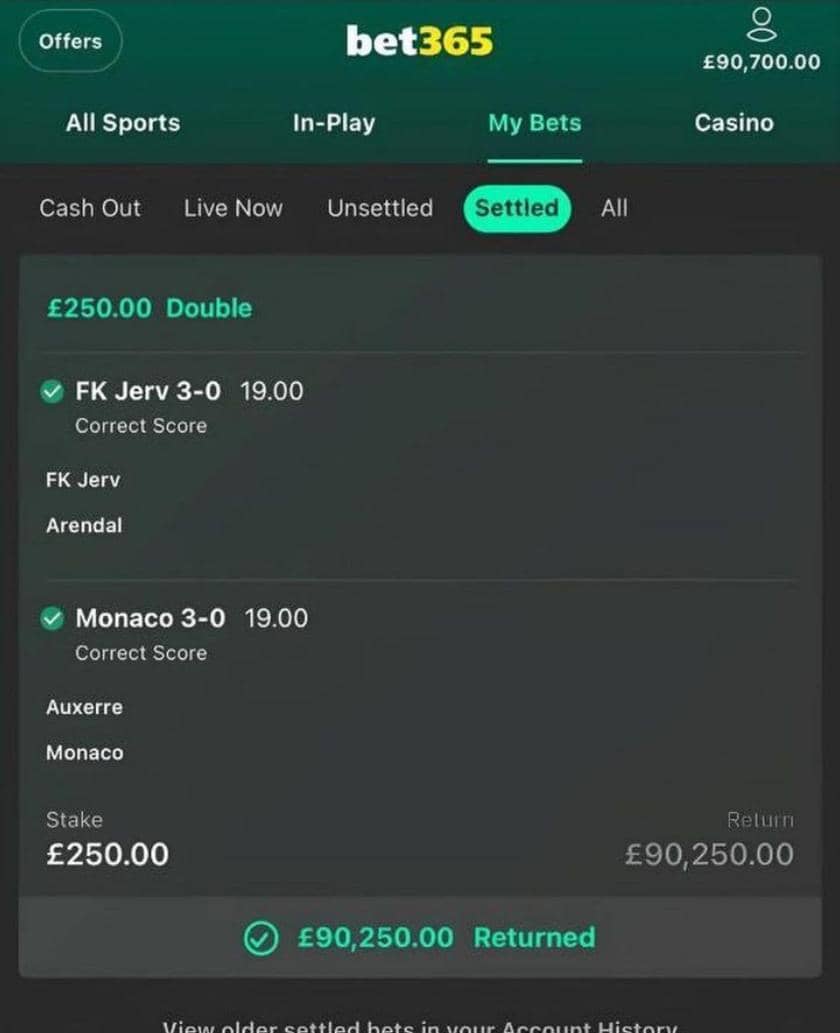 Offers
bet365
£90,700.00
All Sports In-Play My Bets Casino
Cash Out Live Now Unsettled Settled All
£250.00 Double
FK Jerv 3-0 19.00
Correct Score
FK Jerv
Arendal
Monaco 3-0 19.00
Correct Score
Auxerre
Monaco
Stake Return
£250.00 £90,250.00
£90,250.00 Returned
View older settled bets in your Account History